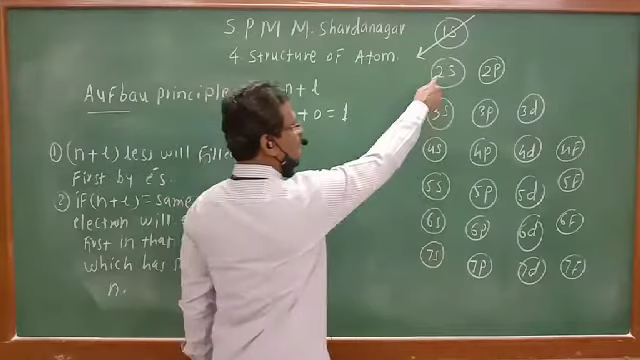 S P M M. Shardanagar
4. Structure of Atom.
Aufbau principle n + l
+ 0 = 1
① (n + l) less will
first by e's.
② if (n + l) = same
electron will
first in that
which has
n.
1S
2S 2P
3S 3P 3d
4S 4P 4d 4F
5S 5P 5d 5F
6S 6P 6d 6F
7S 7P 7d 7F